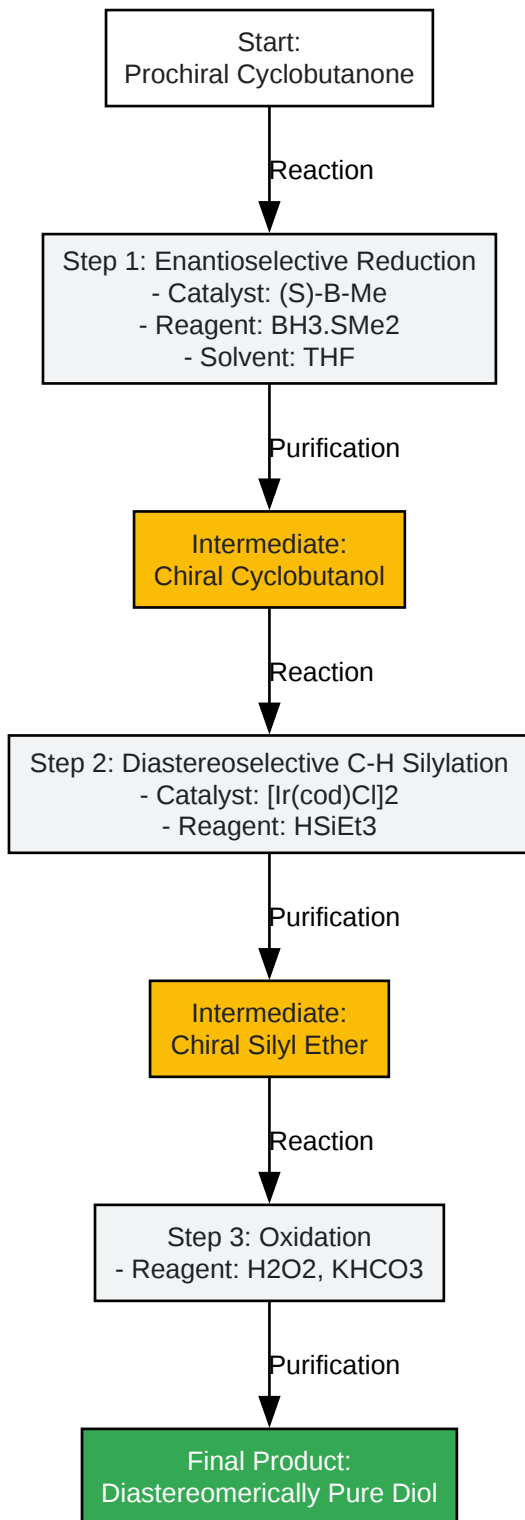 Start:
Prochiral Cyclobutanone
Reaction
Step 1: Enantioselective Reduction
- Catalyst: (S)-B-Me
- Reagent: BH3.SMe2
- Solvent: THF
Purification
Intermediate:
Chiral Cyclobutanol
Reaction
Step 2: Diastereoselective C-H Silylation
- Catalyst: [Ir(cod)Cl]2
- Reagent: HSiEt3
Purification
Intermediate:
Chiral Silyl Ether
Reaction
Step 3: Oxidation
- Reagent: H2O2, KHCO3
Purification
Final Product:
Diastereomerically Pure Diol